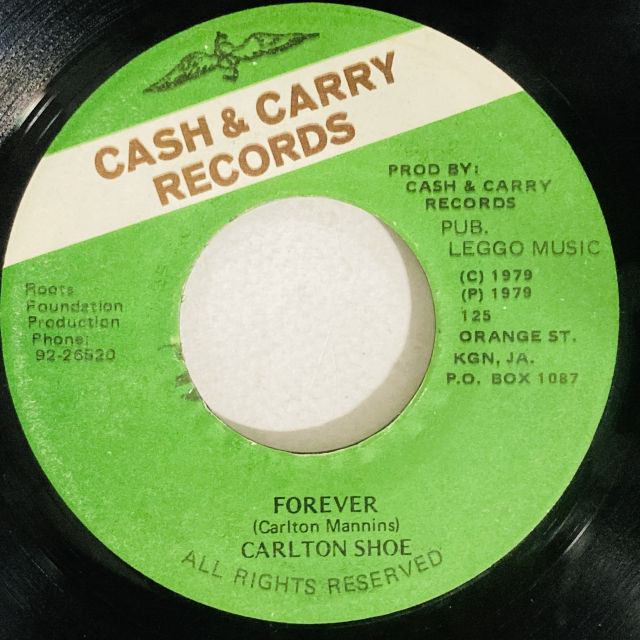 CASH & CARRY
RECORDS
PROD BY:
CASH & CARRY
RECORDS
PUB.
LEGGO MUSIC
(C) 1979
(P) 1979
125
ORANGE ST.
KGN, JA.
P.O. BOX 1087
Roots
Foundation
Production
Phone:
92-26520
FOREVER
(Carlton Mannins)
CARLTON SHOE
ALL RIGHTS RESERVED